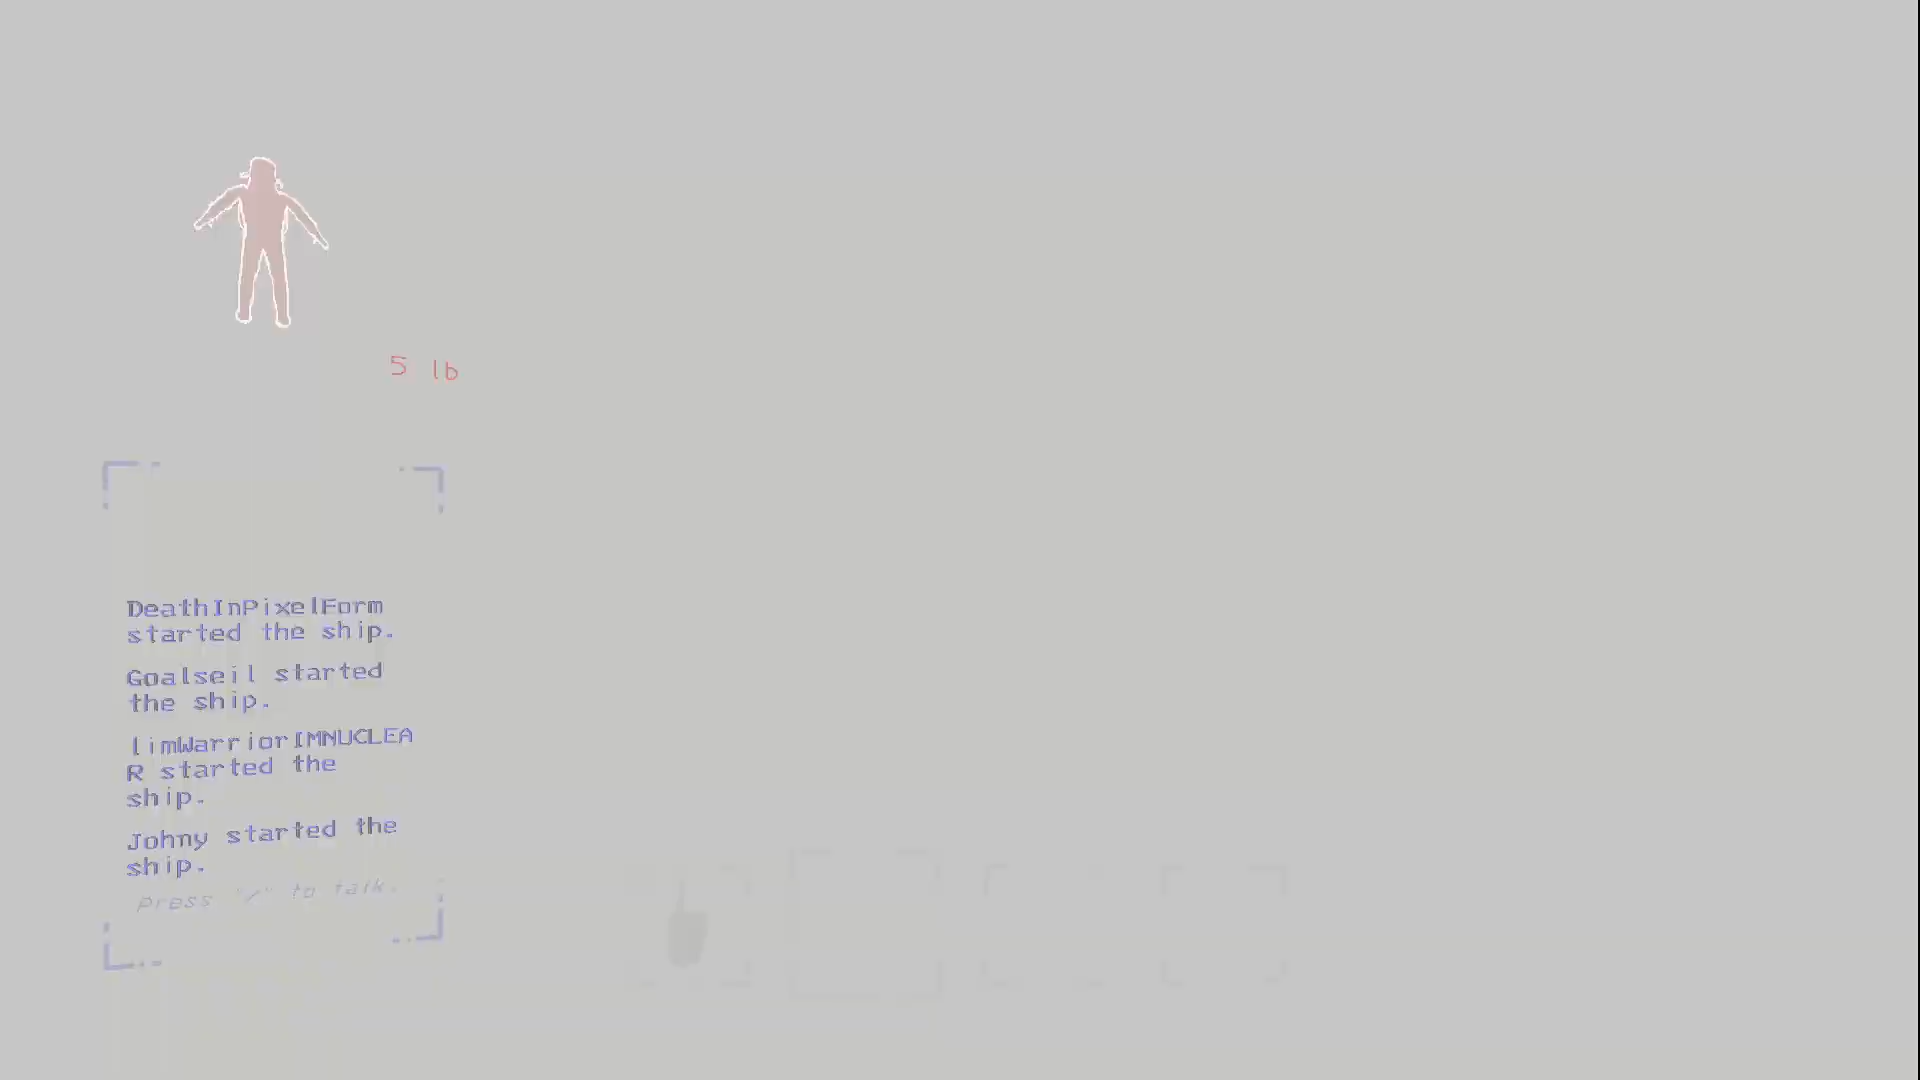 5 lb
DeathInPixelForm
started the ship.
Goalseil started
the ship.
limWarriorIMNUCLEA
R started the
ship.
Johny started the
ship.
Press "/" to talk.